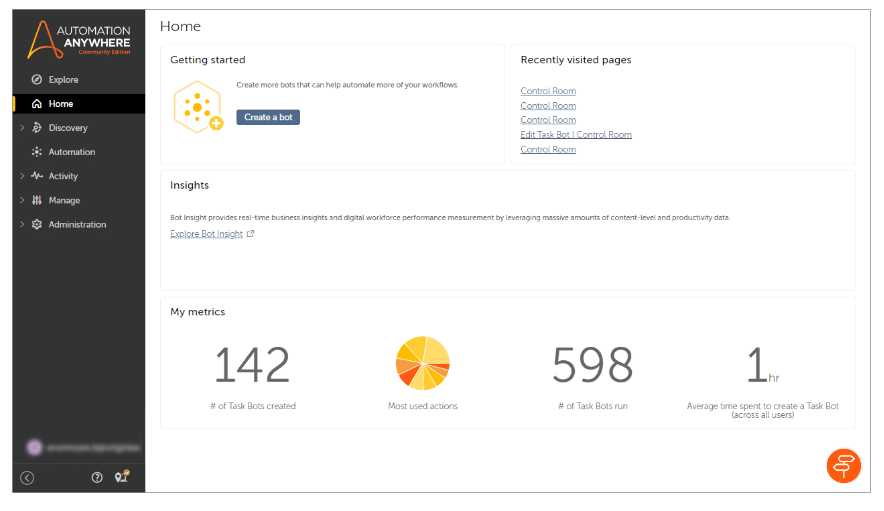 AUTOMATION
ANYWHERE
Community Edition
Explore
Home
Discovery
Automation
Activity
Manage
Administration
Home
Getting started
Create more bots that can help automate more of your workflows.
Create a bot
Recently visited pages
Control Room
Control Room
Control Room
Edit Task Bot | Control Room
Control Room
Insights
Bot Insight provides real-time business insights and digital workforce performance measurement by leveraging massive amounts of content-level and productivity data.
Explore Bot Insight
My metrics
142
# of Task Bots created
Most used actions
598
# of Task Bots run
1hr
Average time spent to create a Task Bot
(across all users)